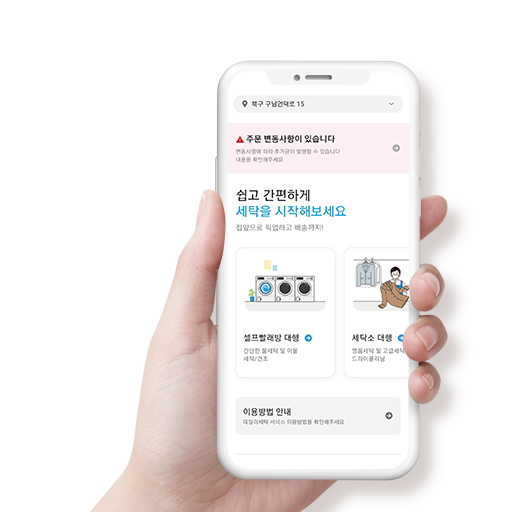 북구 구남언덕로 15
주문 변동사항이 있습니다
변동사항에 따라 추가금이 발생할 수 있습니다
내용을 확인해주세요
쉽고 간편하게
세탁을 시작해보세요
집앞으로 픽업하고 배송까지!
셀프빨래방 대행
간단한 물세탁 및 이불
세탁/건조
세탁소 대행
명품세탁 및 고급세탁
드라이클리닝
이용방법 안내
데일리세탁 서비스 이용방법을 확인해주세요